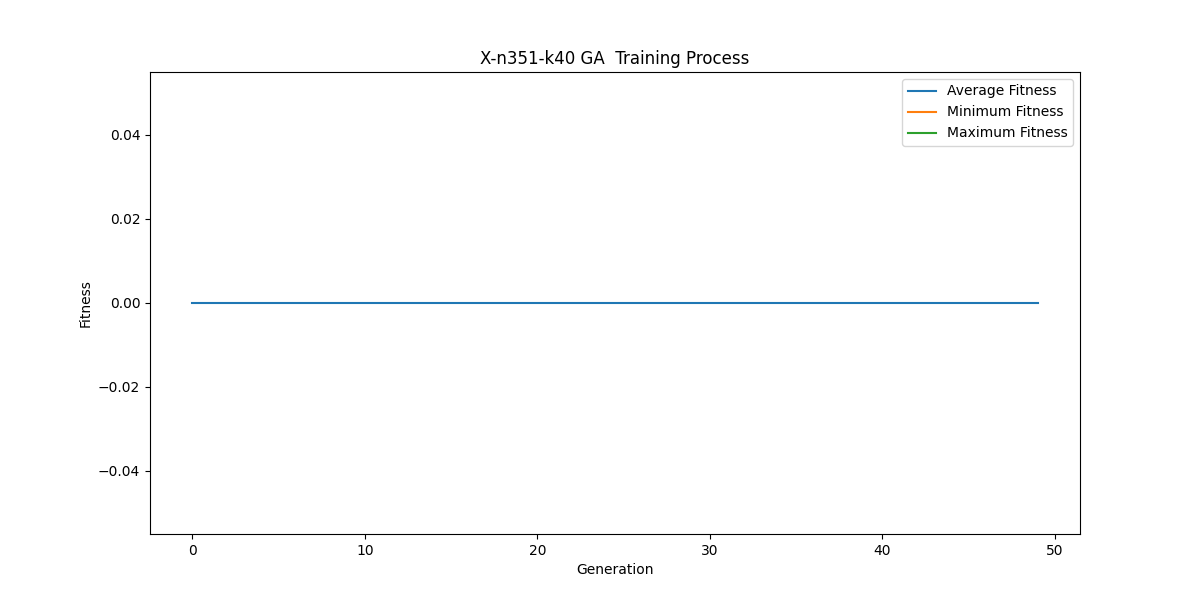 X-n351-k40 GA  Training Process
Average Fitness
Minimum Fitness
Maximum Fitness
0.04
0.02
0.00
−0.02
−0.04
Fitness
0 10 20 30 40 50
Generation